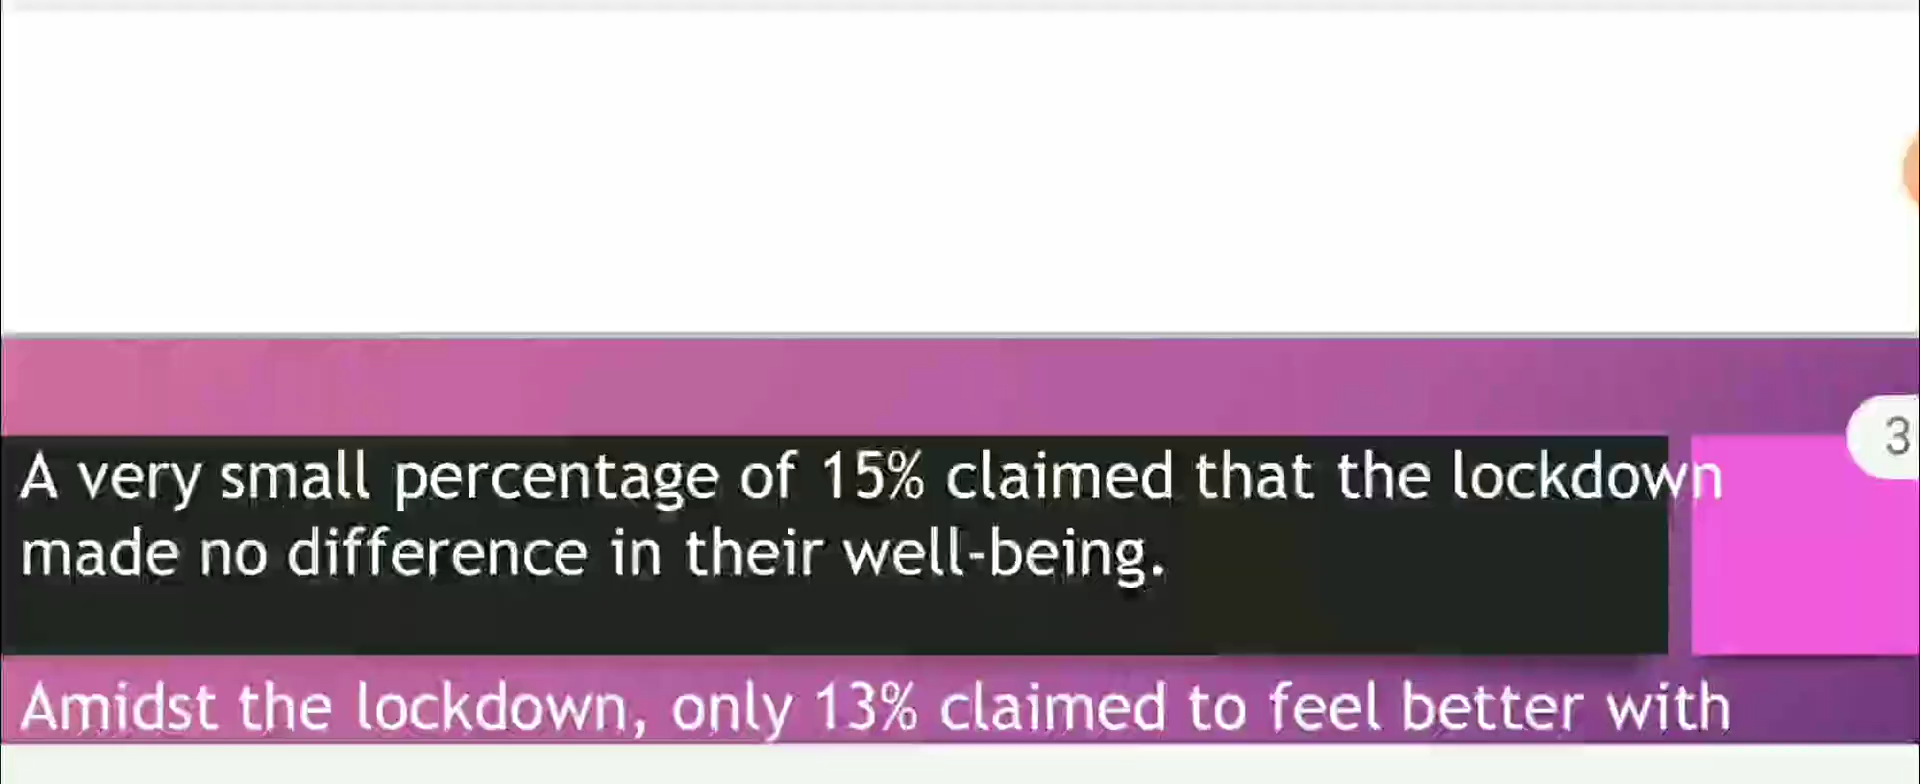 3
A very small percentage of 15% claimed that the lockdown
made no difference in their well-being.
Amidst the lockdown, only 13% claimed to feel better with